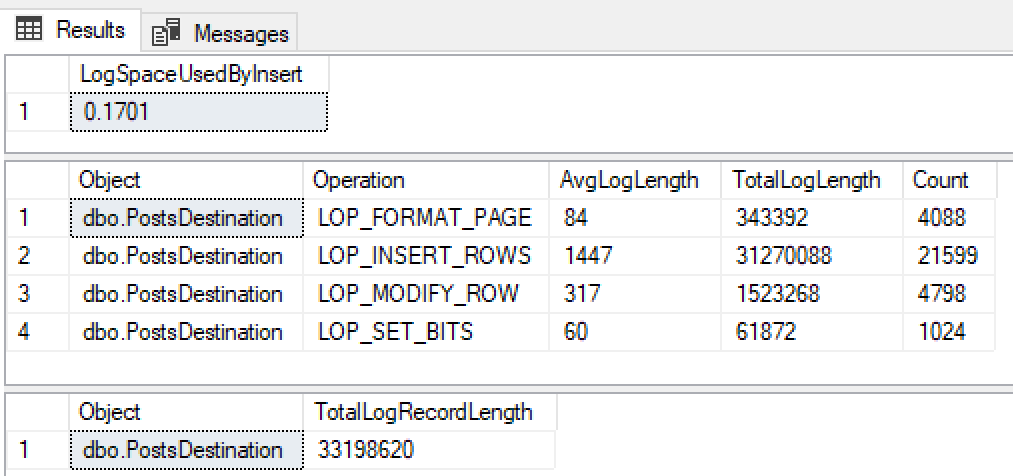 Results Messages
LogSpaceUsedByInsert
1 0.1701
Object Operation AvgLogLength TotalLogLength Count
1 dbo.PostsDestination LOP_FORMAT_PAGE 84 343392 4088
2 dbo.PostsDestination LOP_INSERT_ROWS 1447 31270088 21599
3 dbo.PostsDestination LOP_MODIFY_ROW 317 1523268 4798
4 dbo.PostsDestination LOP_SET_BITS 60 61872 1024
Object TotalLogRecordLength
1 dbo.PostsDestination 33198620